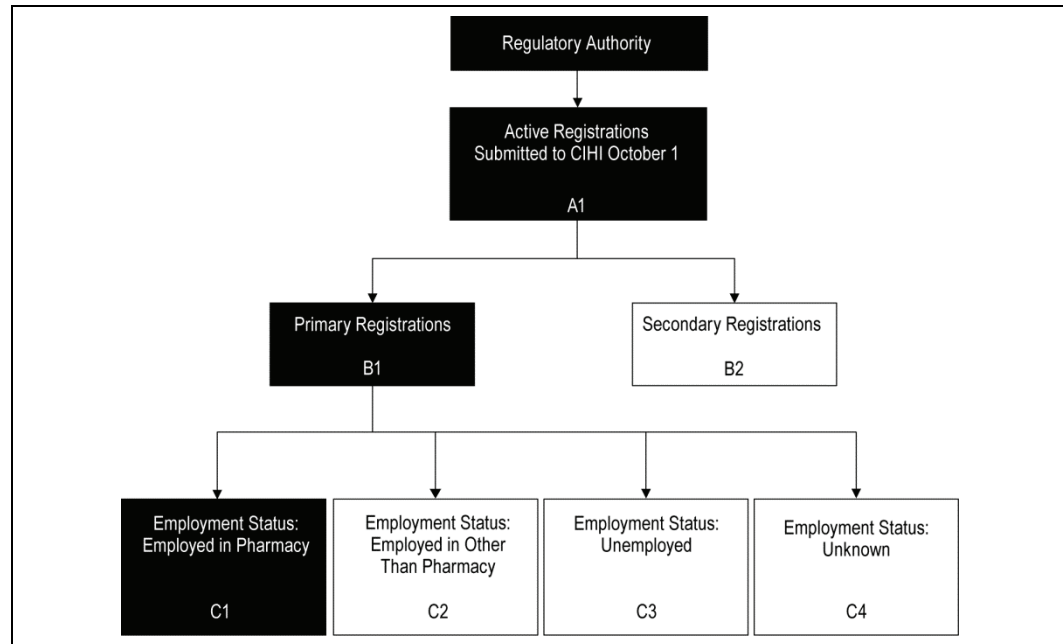 Regulatory Authority
Active Registrations
Submitted to CIHI October 1
A1
Primary Registrations
B1
Secondary Registrations
B2
Employment Status:
Employed in Pharmacy
C1
Employment Status:
Employed in Other
Than Pharmacy
C2
Employment Status:
Unemployed
C3
Employment Status:
Unknown
C4